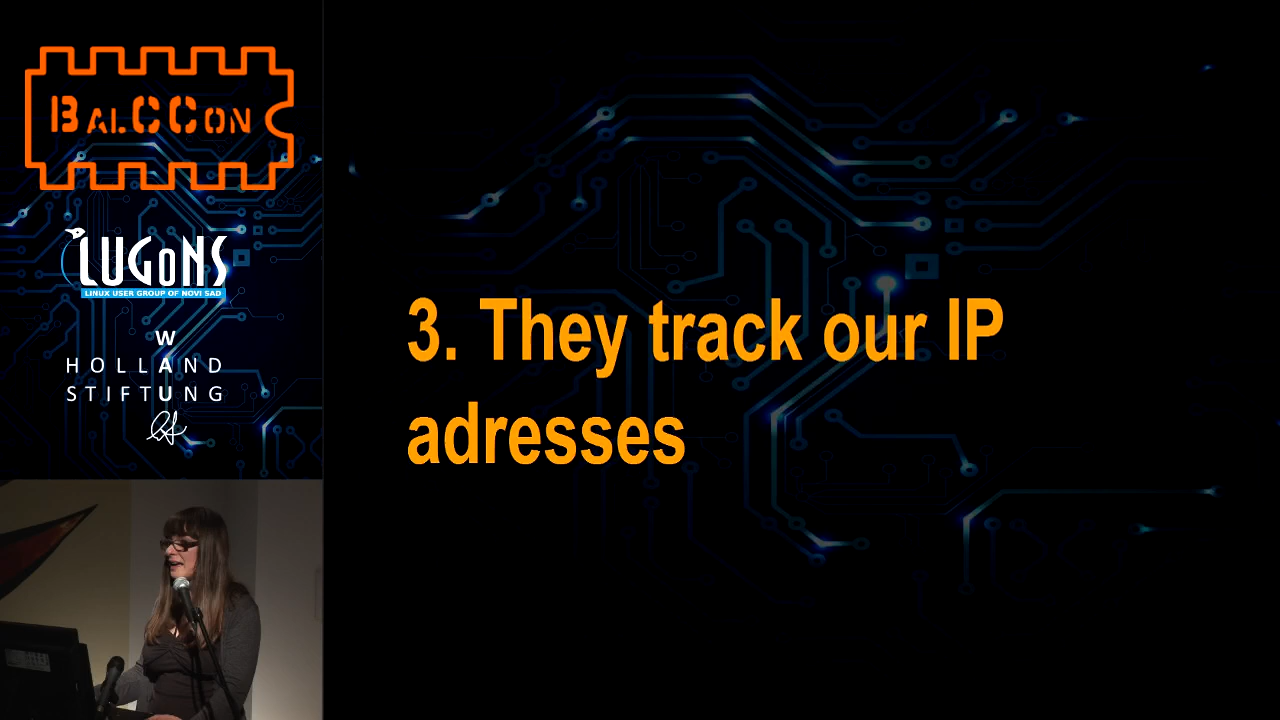 BALCCON
LUGONS
LINUX USER GROUP OF NOVI SAD
W
HOLLAND
STIFTUNG
3. They track our IP
adresses